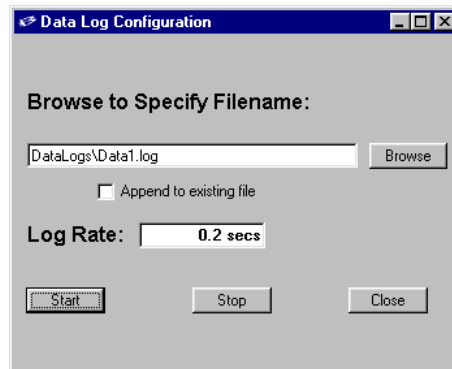 Data Log Configuration
Browse to Specify Filename:
DataLogs\Data1.log
Browse
Append to existing file
Log Rate: 0.2 secs
Start Stop Close